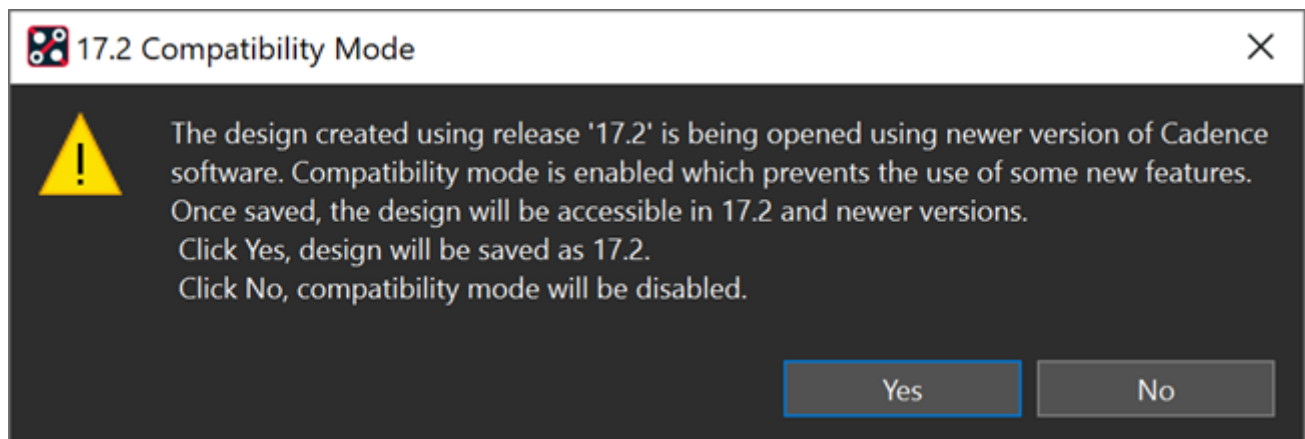 17.2 Compatibility Mode
The design created using release '17.2' is being opened using newer version of Cadence
software. Compatibility mode is enabled which prevents the use of some new features.
Once saved, the design will be accessible in 17.2 and newer versions.
Click Yes, design will be saved as 17.2.
Click No, compatibility mode will be disabled.
Yes No